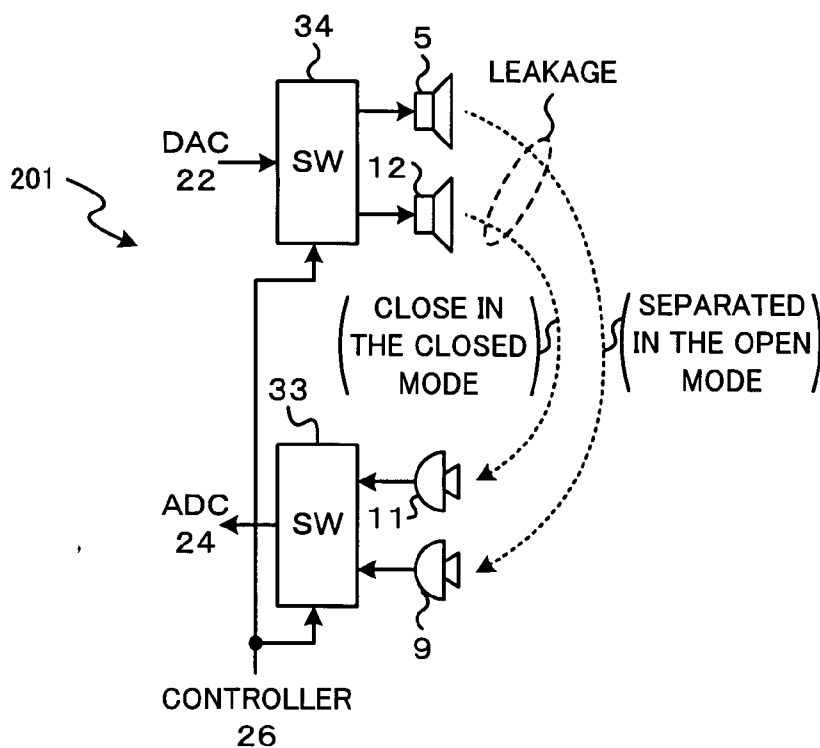 34
5
LEAKAGE
DAC
22
SW
12
201
(CLOSE IN
THE CLOSED
MODE)
(SEPARATED
IN THE OPEN
MODE)
33
ADC
24
SW
11
9
CONTROLLER
26